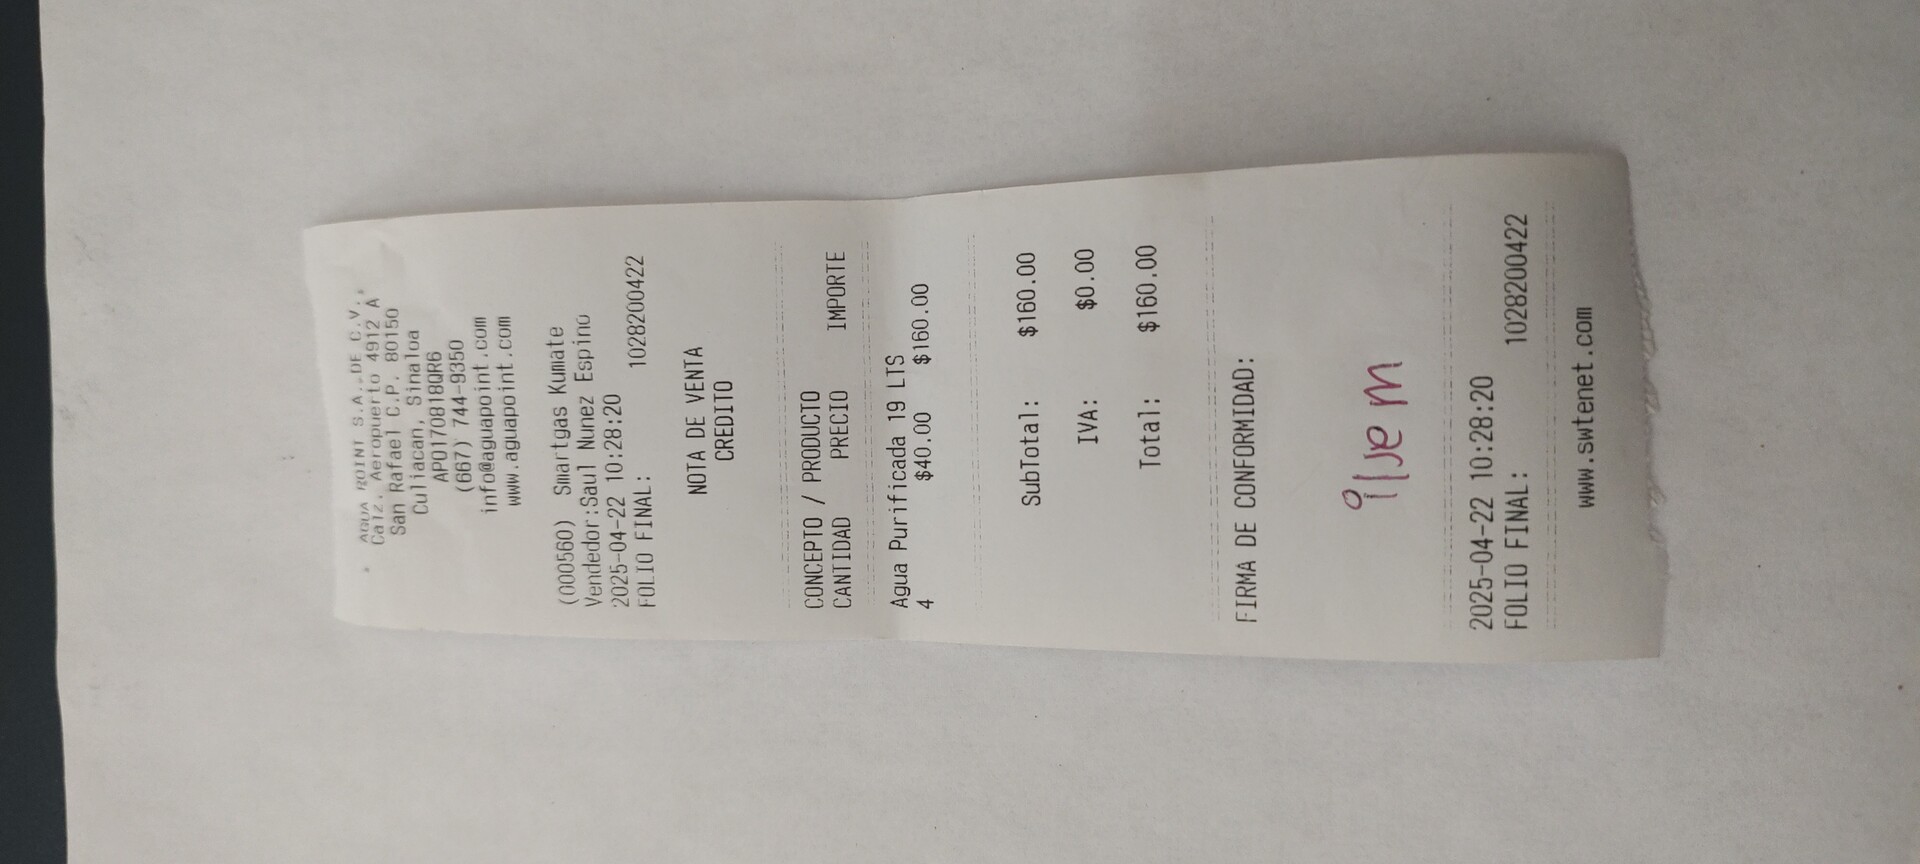 AGUA POINT S.A. DE C.V.
Calz. Aeropuerto 4912 A
San Rafael C.P. 80150
Culiacan, Sinaloa
APO170818QR6
(667) 744-9350
info@aguapoint.com
www.aguapoint.com
(000560) Smartgas Kumate
Vendedor:Saul Nunez Espino
2025-04-22 10:28:20
FOLIO FINAL: 1028200422
NOTA DE VENTA
CREDITO
CONCEPTO / PRODUCTO
CANTIDAD PRECIO IMPORTE
Agua Purificada 19 LTS
4 $40.00 $160.00
SubTotal: $160.00
IVA: $0.00
Total: $160.00
FIRMA DE CONFORMIDAD:
2025-04-22 10:28:20
FOLIO FINAL: 1028200422
www.swtenet.com